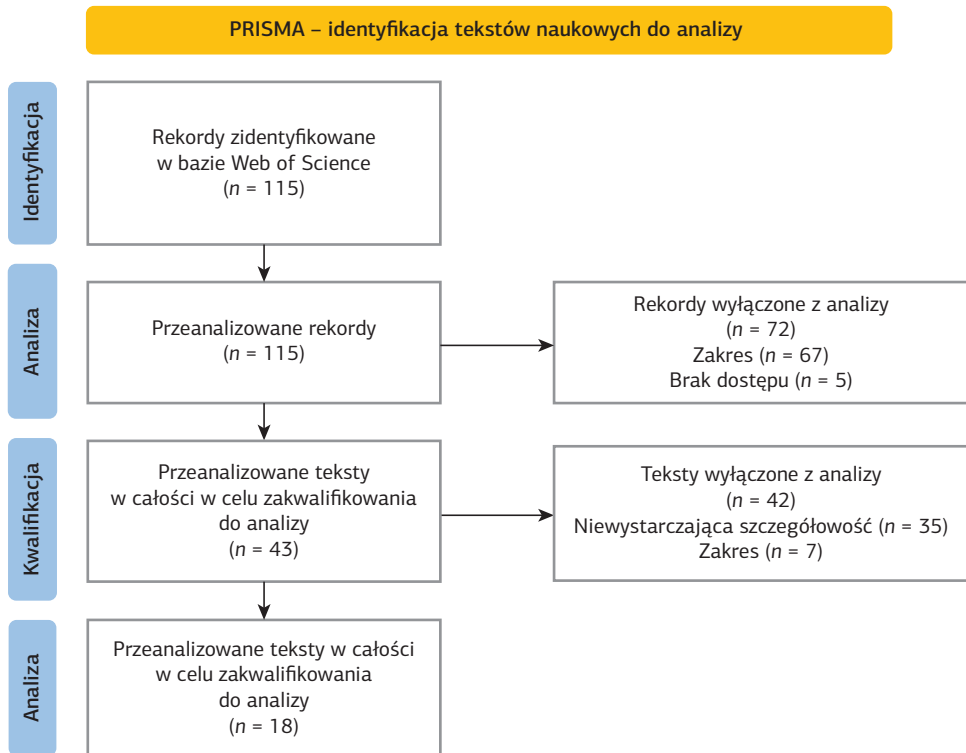 PRISMA – identyfikacja tekstów naukowych do analizy
Identyfikacja
Rekordy zidentyfikowane
w bazie Web of Science
(n = 115)
Analiza
Przeanalizowane rekordy
(n = 115)
Rekordy wyłączone z analizy
(n = 72)
Zakres (n = 67)
Brak dostępu (n = 5)
Kwalifikacja
Przeanalizowane teksty
w całości w celu zakwalifikowania
do analizy
(n = 43)
Teksty wyłączone z analizy
(n = 42)
Niewystarczająca szczegółowość (n = 35)
Zakres (n = 7)
Analiza
Przeanalizowane teksty w całości
w celu zakwalifikowania
do analizy
(n = 18)